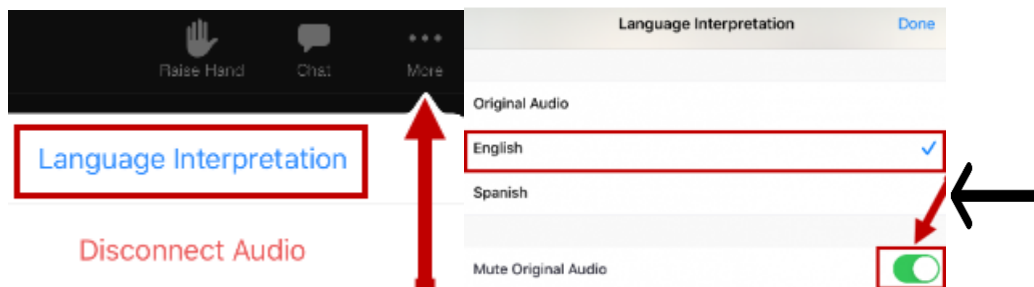 Raise Hand Chat More
Language Interpretation
Disconnect Audio
Language Interpretation Done
Original Audio
English
Spanish
Mute Original Audio